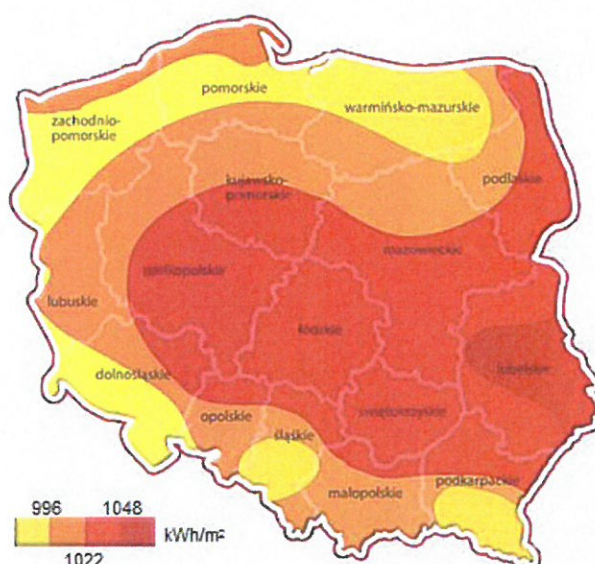 pomorskie
warmińsko-mazurskie
zachodnio-
pomorskie
kujawsko-
pomorskie
podlaskie
mazowieckie
wielkopolskie
lubuskie
łódzkie
dolnośląskie
lubelskie
opolskie
świętokrzyskie
śląskie
podkarpackie
małopolskie
996 1048
kWh/m²
1022